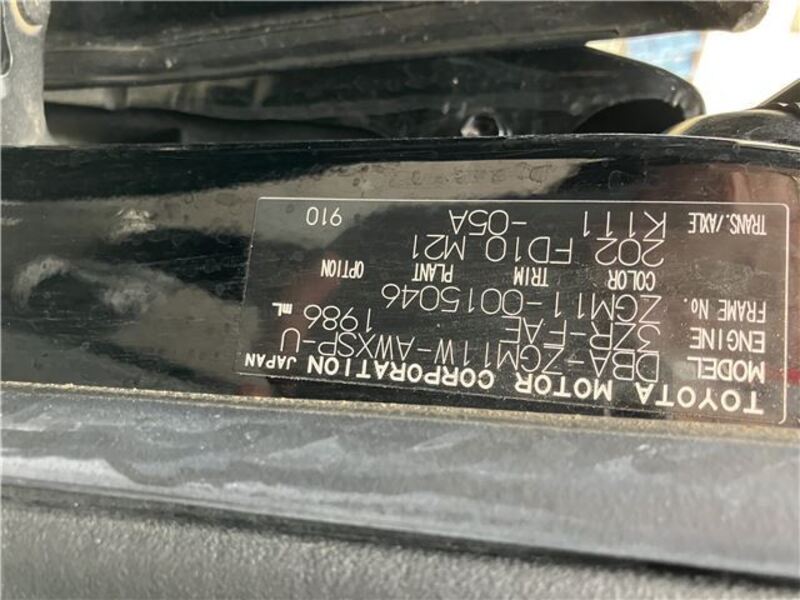 TOYOTA MOTOR CORPORATION JAPAN
MODEL DBA-ZGM11W-AWXSP-U
ENGINE 3ZR-FAE 1986 mL
FRAME No. ZGM11-0015046
COLOR TRIM PLANT OPTION
202 FD10 M21
TRANS./AXLE K111 -05A 910